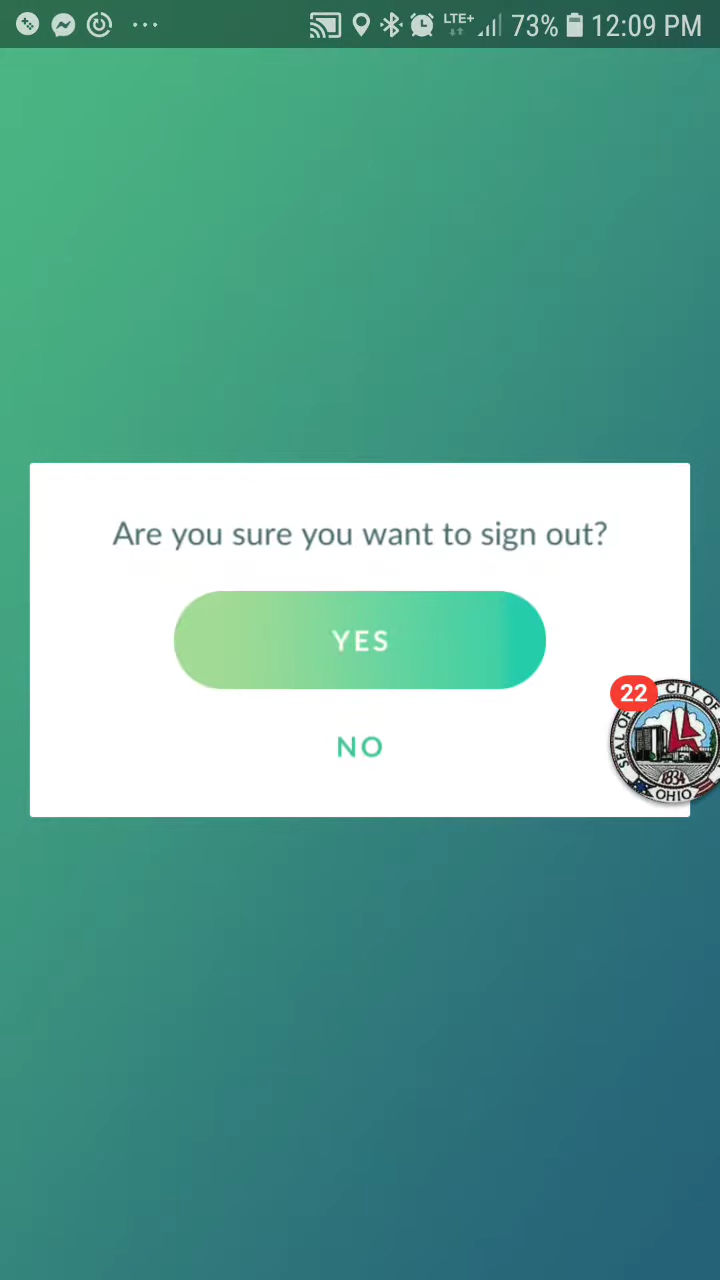 LTE+ 73% 12:09 PM
Are you sure you want to sign out?
YES
NO
22
SEAL OF CITY OF
1834
OHIO